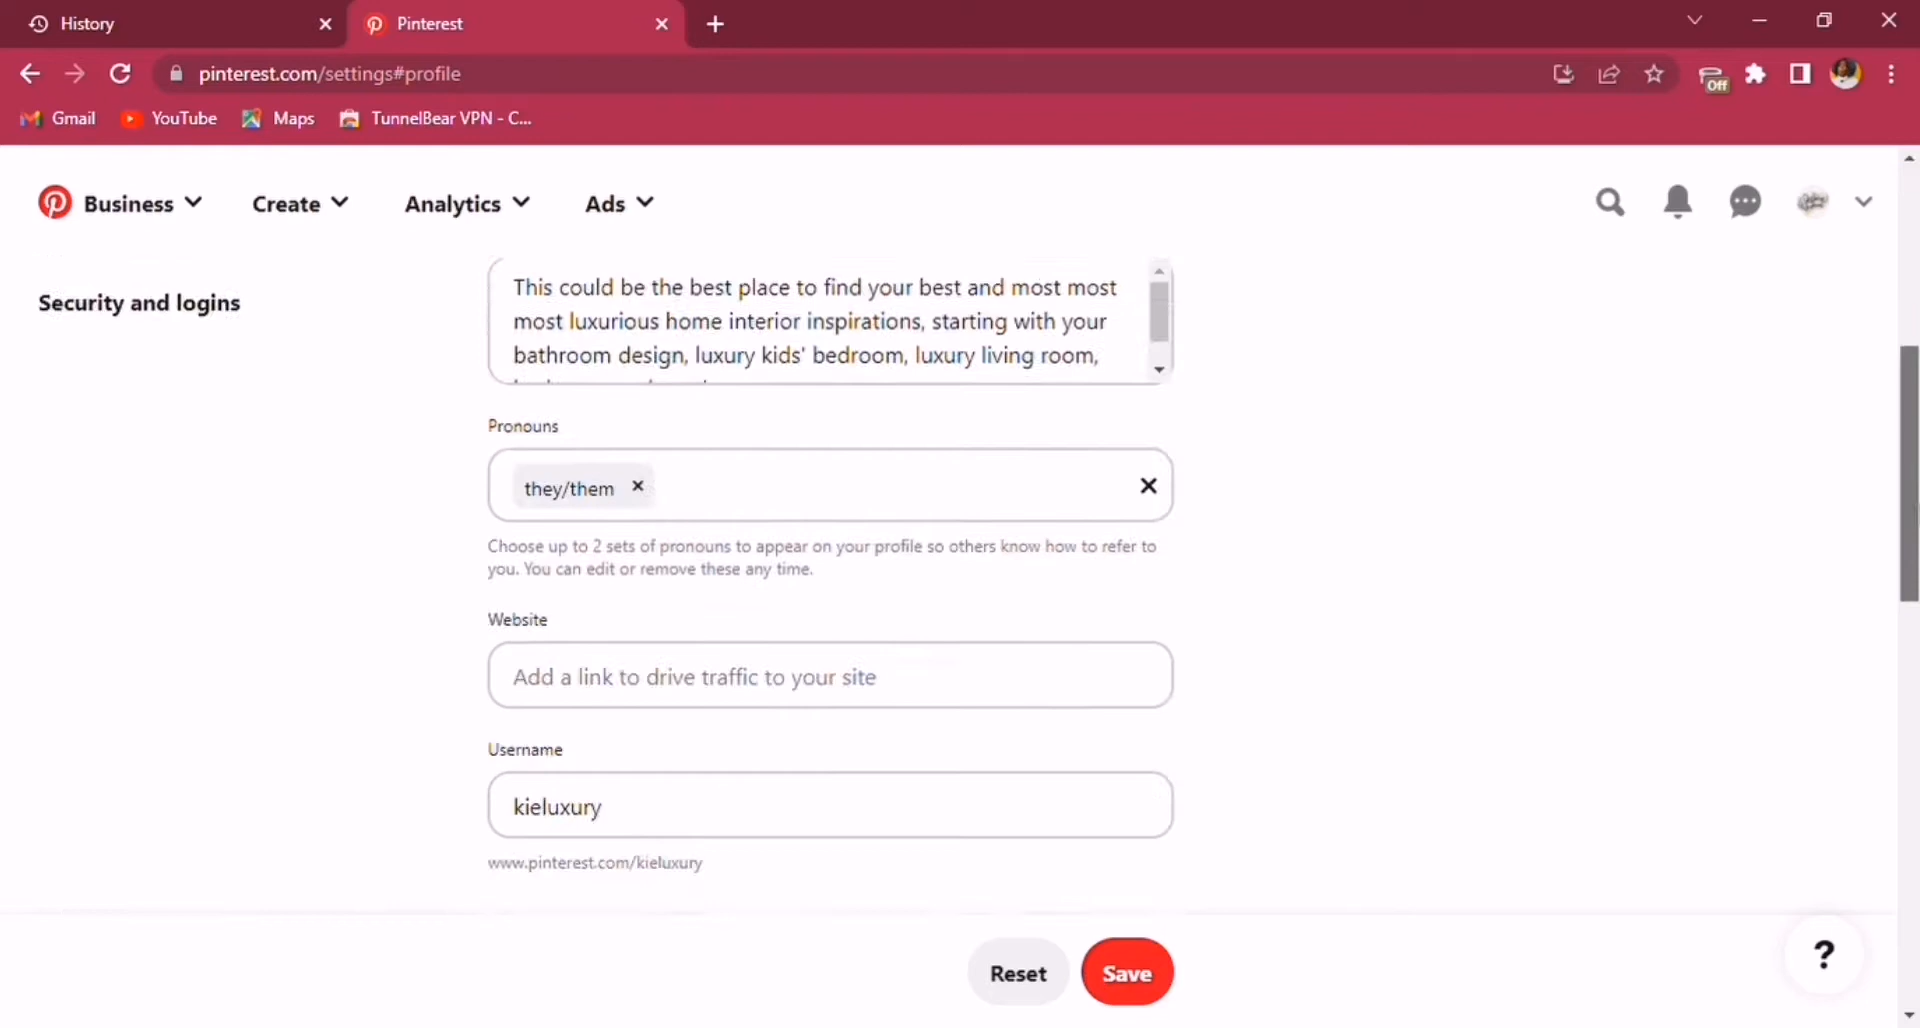 History
Pinterest
pinterest.com/settings#profile
Off
Gmail
YouTube
Maps
TunnelBear VPN - C...
Business
Create
Analytics
Ads
Security and logins
This could be the best place to find your best and most most
most luxurious home interior inspirations, starting with your
bathroom design, luxury kids' bedroom, luxury living room,
Pronouns
they/them
Choose up to 2 sets of pronouns to appear on your profile so others know how to refer to
you. You can edit or remove these any time.
Website
Add a link to drive traffic to your site
Username
kieluxury
www.pinterest.com/kieluxury
Reset
Save
?